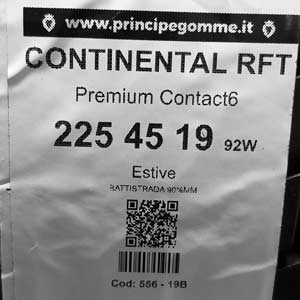 www.principegomme.it
CONTINENTAL RFT
Premium Contact6
225 45 19 92W
Estive
BATTISTRADA 90%MM
Cod: 556 - 19B